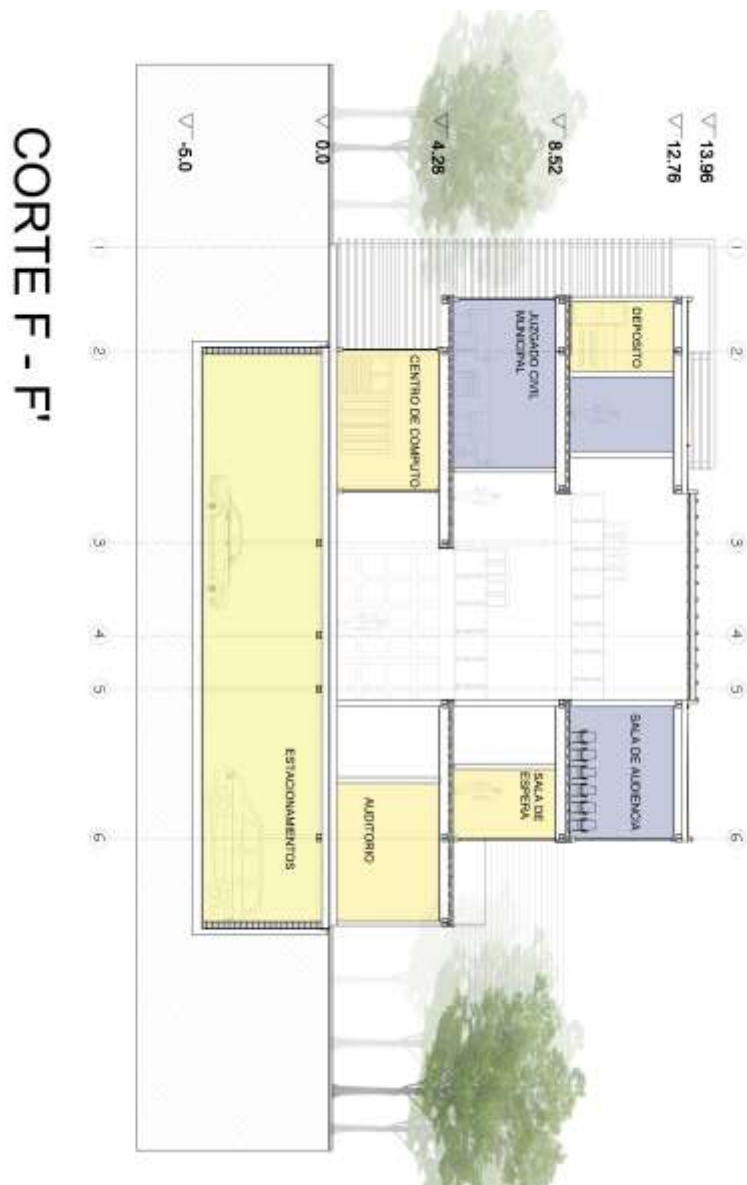 13.96
12.76
8.52
4.28
0.0
-5.0
1
2
3
4
5
6
DEPOSITO
JUZGADO CIVIL
MUNICIPAL
CENTRO DE COMPUTO
SALA DE AUDIENCIA
SALA DE
ESPERA
AUDITORIO
ESTACIONAMIENTOS
1
2
3
4
5
6
CORTE F - F'